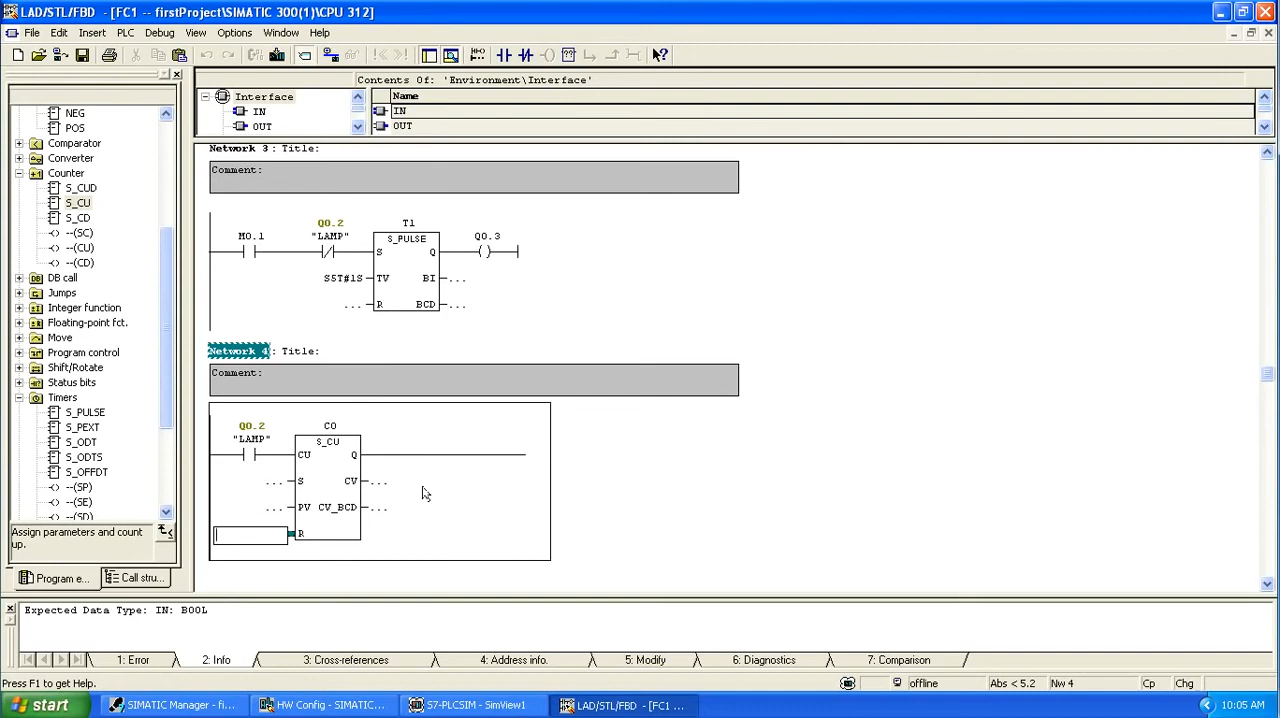 LAD/STL/FBD - [FC1 -- firstProject\SIMATIC 300(1)\CPU 312]
File Edit Insert PLC Debug View Options Window Help
Contents Of: 'Environment\Interface'
Interface
IN
OUT
Name
IN
OUT
NEG
POS
Comparator
Converter
Counter
S_CUD
S_CU
S_CD
--(SC)
--(CU)
--(CD)
DB call
Jumps
Integer function
Floating-point fct.
Move
Program control
Shift/Rotate
Status bits
Timers
S_PULSE
S_PEXT
S_ODT
S_ODTS
S_OFFDT
--(SP)
--(SE)
--(SD)
Assign parameters and count up.
Program e... Call stru...
Network 3 : Title:
Comment:
Q0.2 T1
M0.1 "LAMP" S_PULSE Q0.3
S Q
S5T#1S TV BI ...
... R BCD ...
Network 4 : Title:
Comment:
Q0.2 C0
"LAMP" S_CU
CU Q
... S CV ...
... PV CV_BCD ...
R
Expected Data Type: IN: BOOL
1: Error 2: Info 3: Cross-references 4: Address info. 5: Modify 6: Diagnostics 7: Comparison
Press F1 to get Help. offline Abs < 5.2 Nw 4 Cp Chg
start SIMATIC Manager - fi... HW Config - SIMATIC... S7-PLCSIM - SimView1 LAD/STL/FBD - [FC1 ... 10:05 AM